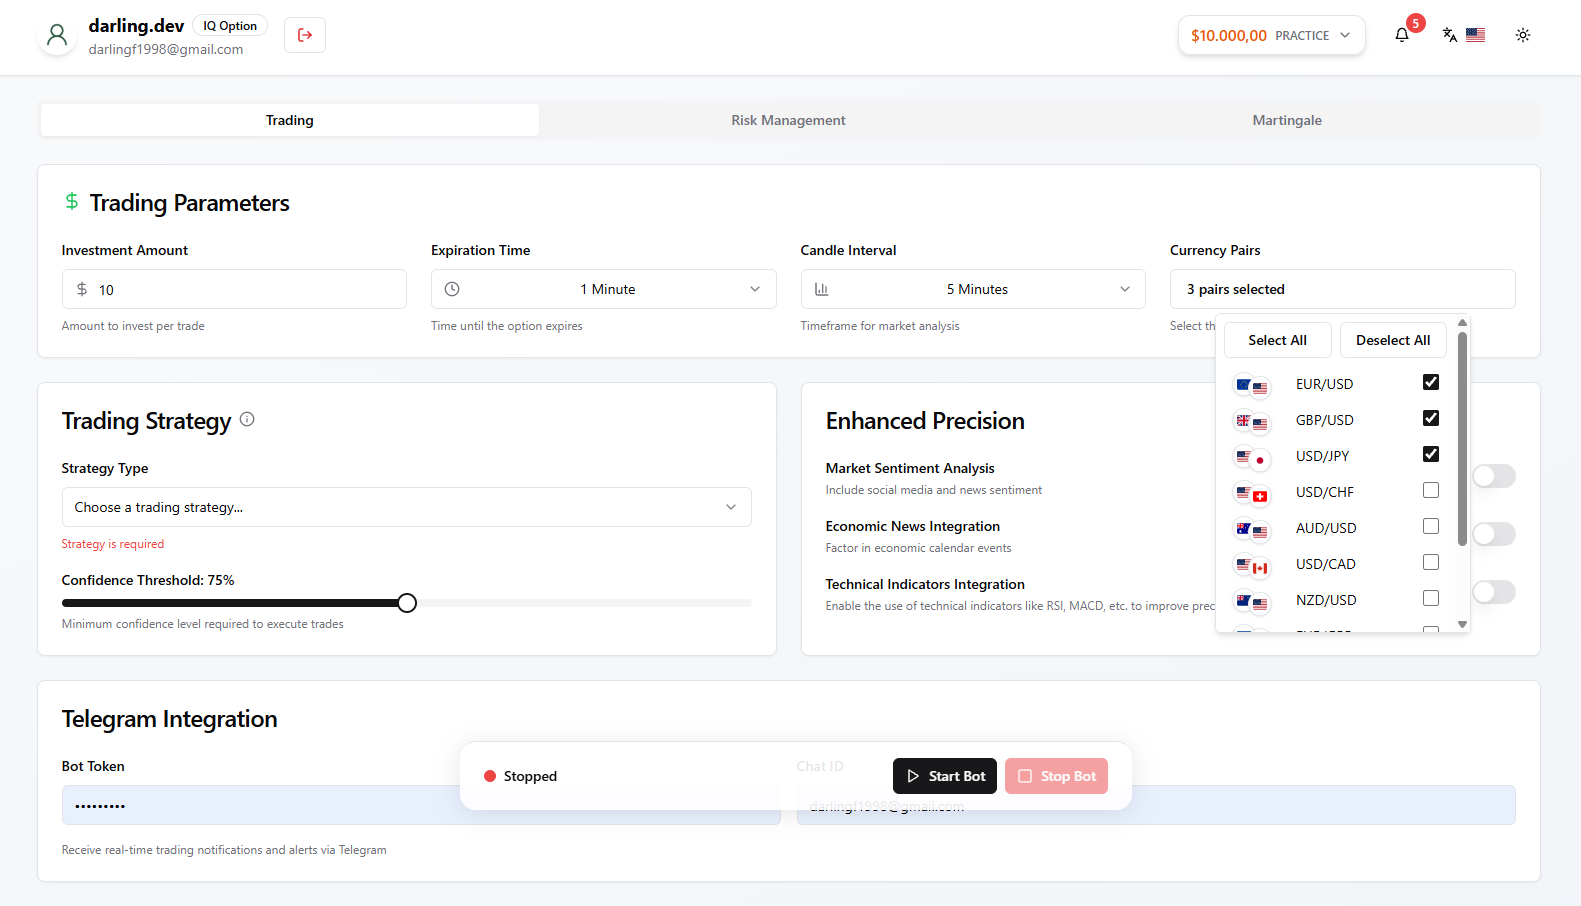 darling.dev IQ Option
darlingf1998@gmail.com
$10.000,00 PRACTICE
5
Trading
Risk Management
Martingale
Trading Parameters
Investment Amount
$ 10
Amount to invest per trade
Expiration Time
1 Minute
Time until the option expires
Candle Interval
5 Minutes
Timeframe for market analysis
Currency Pairs
3 pairs selected
Select th
Select All
Deselect All
EUR/USD
GBP/USD
USD/JPY
USD/CHF
AUD/USD
USD/CAD
NZD/USD
Trading Strategy
Strategy Type
Choose a trading strategy...
Strategy is required
Confidence Threshold: 75%
Minimum confidence level required to execute trades
Enhanced Precision
Market Sentiment Analysis
Include social media and news sentiment
Economic News Integration
Factor in economic calendar events
Technical Indicators Integration
Enable the use of technical indicators like RSI, MACD, etc. to improve prec
Telegram Integration
Bot Token
•••••••••
Chat ID
darlingf1998@gmail.com
Receive real-time trading notifications and alerts via Telegram
Stopped
Start Bot
Stop Bot